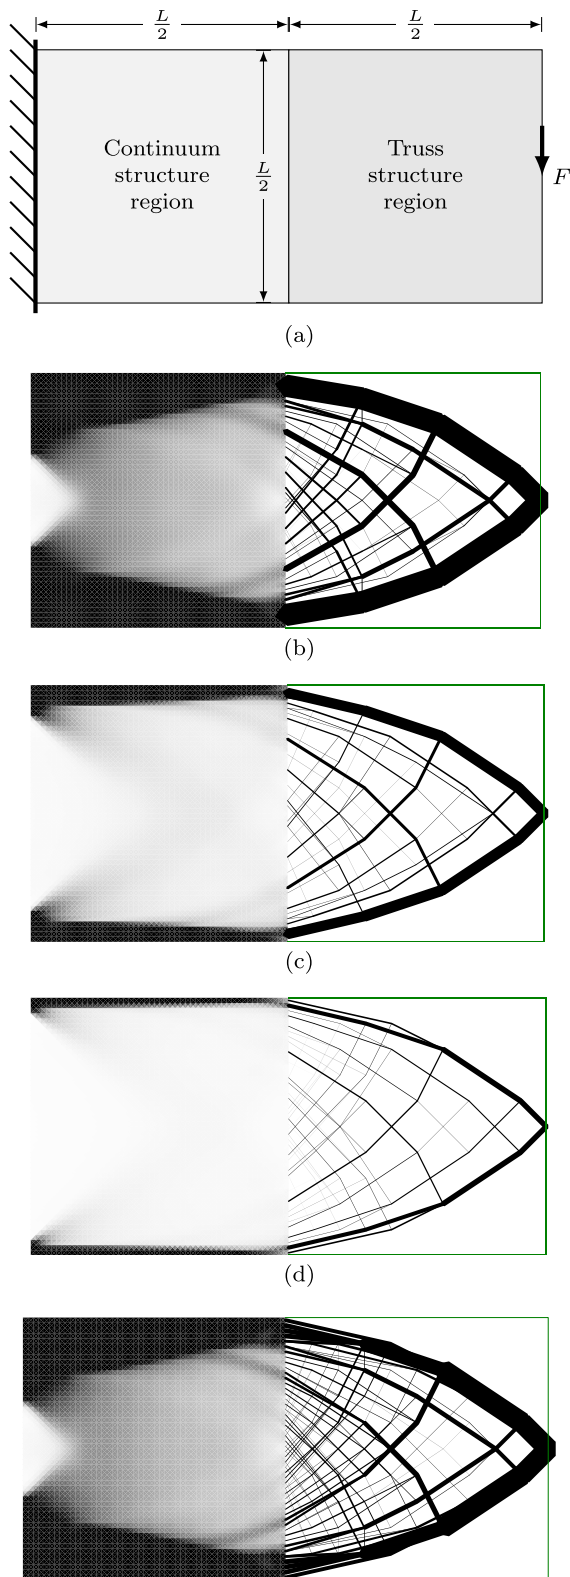 L/2 L/2
Continuum structure region
L/2
Truss structure region
F
(a)
(b)
(c)
(d)